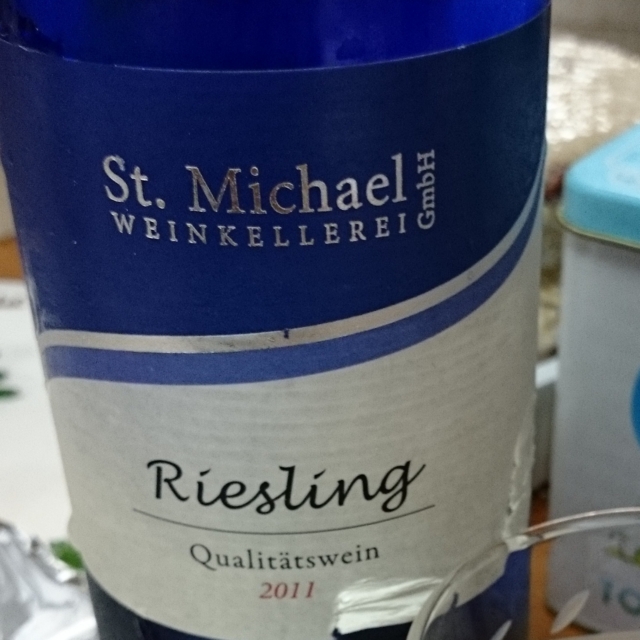 St. Michael GmbH
WEINKELLEREI
Riesling
Qualitätswein
2011